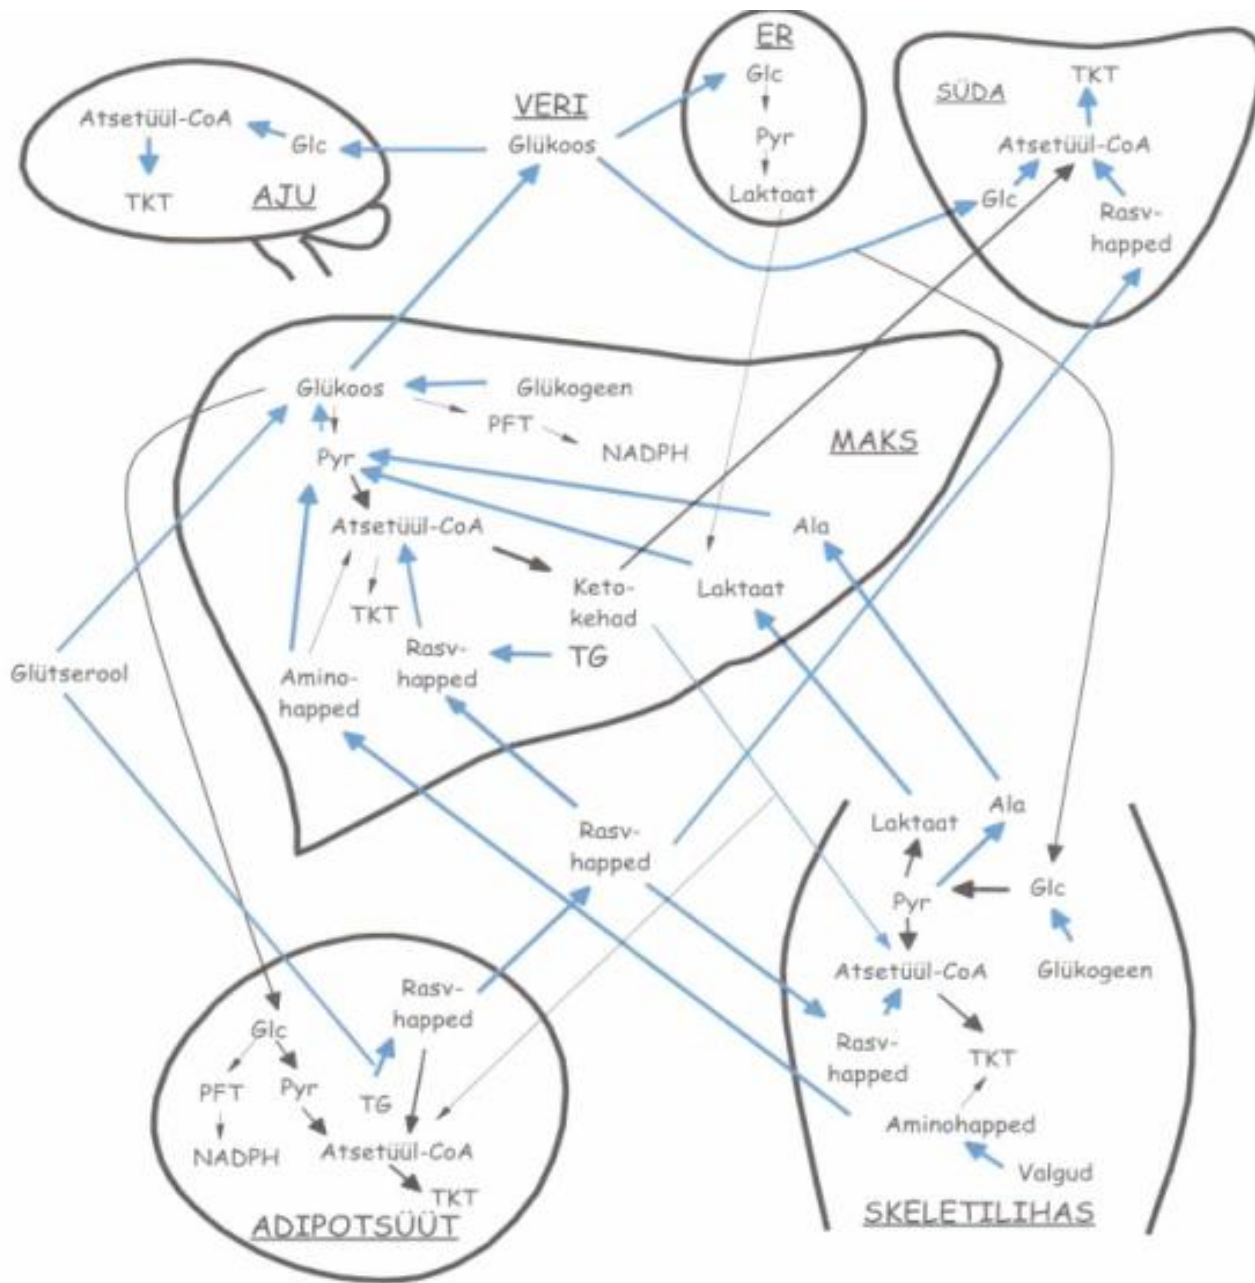 ER
Glc
Pyr
Laktaat
SÜDA
TKT
Atsetüül-CoA
Glc
Rasv-
happed
VERI
Glükoos
Atsetüül-CoA
Glc
TKT
AJU
Glükoos
Glükogeen
PFT
NADPH
MAKS
Pyr
Atsetüül-CoA
Ala
TKT
Keto-
kehad
Laktaat
Rasv-
happed
TG
Amino-
happed
Glütserool
Rasv-
happed
Laktaat
Ala
Pyr
Glc
Atsetüül-CoA
Glükogeen
Rasv-
happed
TKT
Aminohapped
Valgud
SKELETILIHAS
Rasv-
happed
Glc
PFT
Pyr
TG
NADPH
Atsetüül-CoA
TKT
ADIPOTSÜÜT